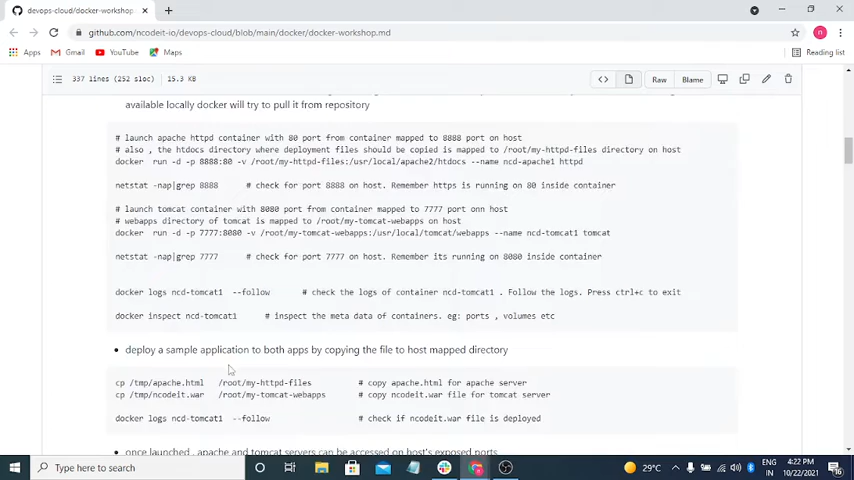 devops-cloud/docker-workshop.m
github.com/ncodeit-io/devops-cloud/blob/main/docker/docker-workshop.md
n
Apps
Gmail
YouTube
Maps
Reading list
337 lines (252 sloc)
15.3 KB
Raw
Blame
available locally docker will try to pull it from repository
# launch apache httpd container with 80 port from container mapped to 8888 port on host
# also , the htdocs directory where deployment files should be copied is mapped to /root/my-httpd-files directory on host
docker run -d -p 8888:80 -v /root/my-httpd-files:/usr/local/apache2/htdocs --name ncd-apache1 httpd
netstat -nap|grep 8888 # check for port 8888 on host. Remember https is running on 80 inside container
# launch tomcat container with 8080 port from container mapped to 7777 port onn host
# webapps directory of tomcat is mapped to /root/my-tomcat-webapps on host
docker run -d -p 7777:8080 -v /root/my-tomcat-webapps:/usr/local/tomcat/webapps --name ncd-tomcat1 tomcat
netstat -nap|grep 7777 # check for port 7777 on host. Remember its running on 8080 inside container
docker logs ncd-tomcat1 --follow # check the logs of container ncd-tomcat1 . Follow the logs. Press ctrl+c to exit
docker inspect ncd-tomcat1 # inspect the meta data of containers. eg: ports , volumes etc
• deploy a sample application to both apps by copying the file to host mapped directory
cp /tmp/apache.html /root/my-httpd-files # copy apache.html for apache server
cp /tmp/ncodeit.war /root/my-tomcat-webapps # copy ncodeit.war file for tomcat server
docker logs ncd-tomcat1 --follow # check if ncodeit.war file is deployed
• once launched , apache and tomcat servers can be accessed on host's exposed ports
Type here to search
29°C
ENG
IN
4:22 PM
10/22/2021
16